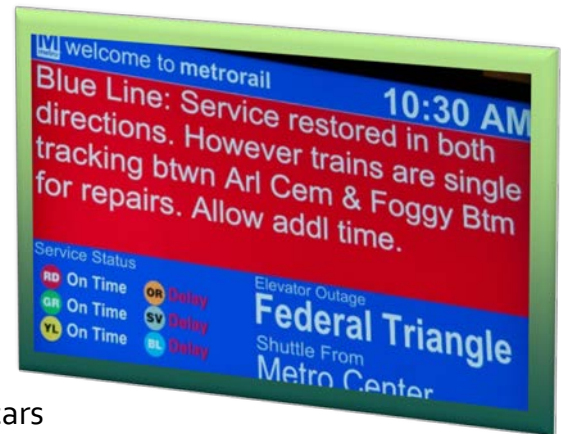 M metro welcome to metrorail
10:30 AM
Blue Line: Service restored in both
directions. However trains are single
tracking btwn Arl Cem & Foggy Btm
for repairs. Allow addl time.
Service Status
RD On Time OR Delay
GR On Time SV Delay
YL On Time BL Delay
Elevator Outage
Federal Triangle
Shuttle From
Metro Center
cars